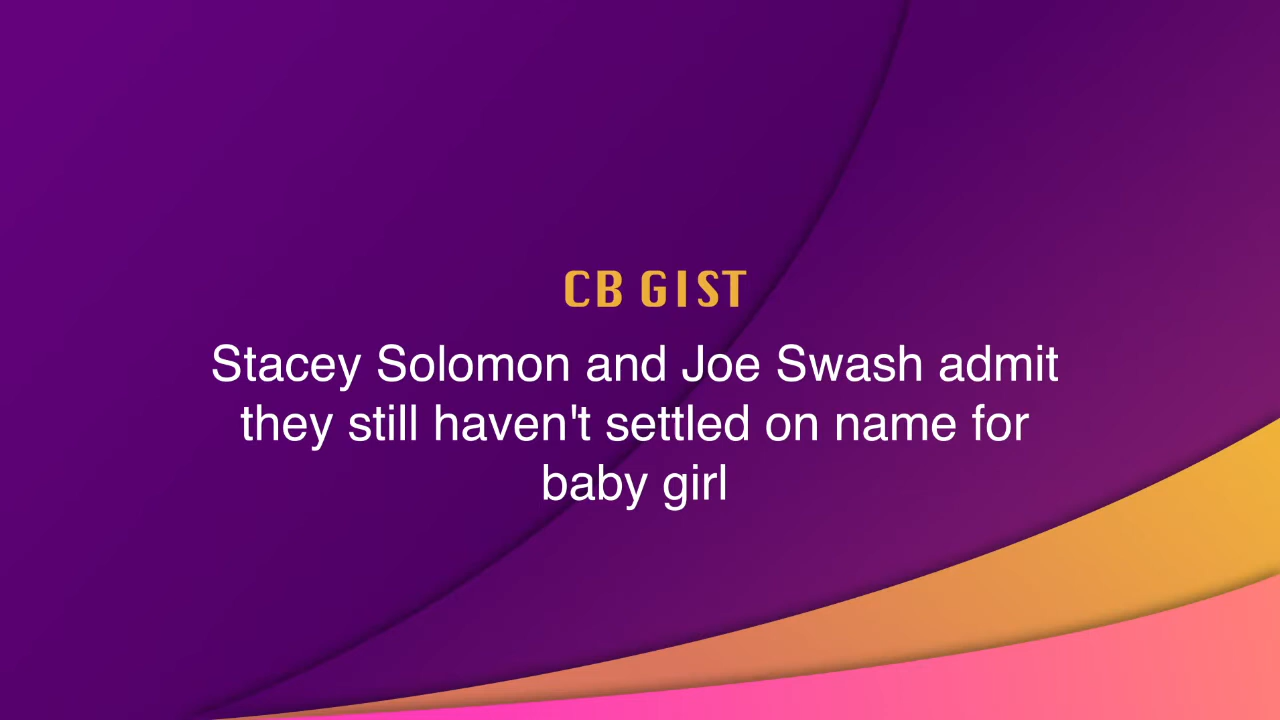 CB GIST
Stacey Solomon and Joe Swash admit
they still haven't settled on name for
baby girl